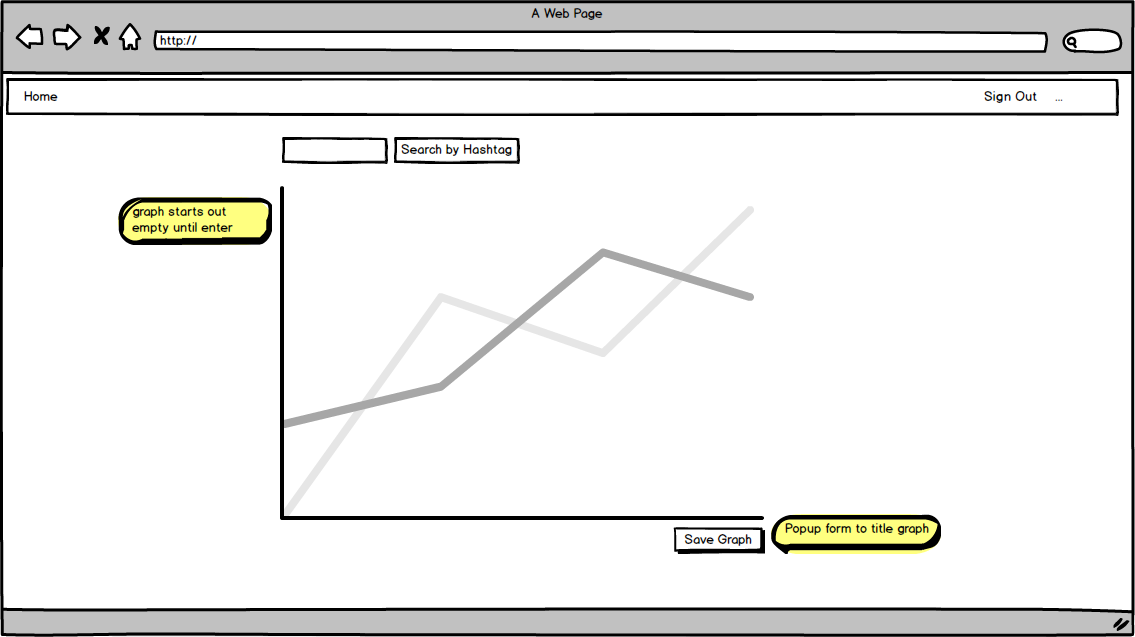 A Web Page
http://
Home
Sign Out ...
Search by Hashtag
graph starts out
empty until enter
Popup form to title graph
Save Graph